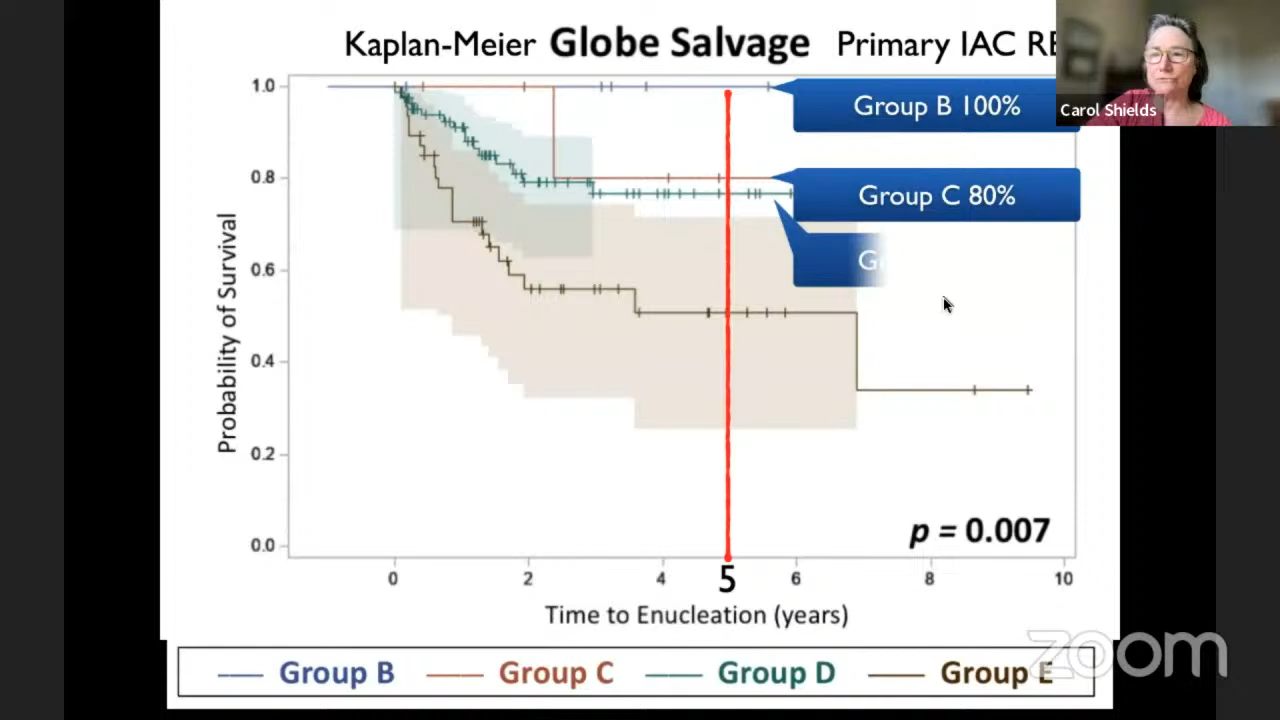 Kaplan-Meier Globe Salvage Primary IAC
Carol Shields
Group B 100%
Group C 80%
Probability of Survival
1.0
0.8
0.6
0.4
0.2
0.0
p = 0.007
0 2 4 5 6 8 10
Time to Enucleation (years)
zoom
Group B Group C Group D Group E